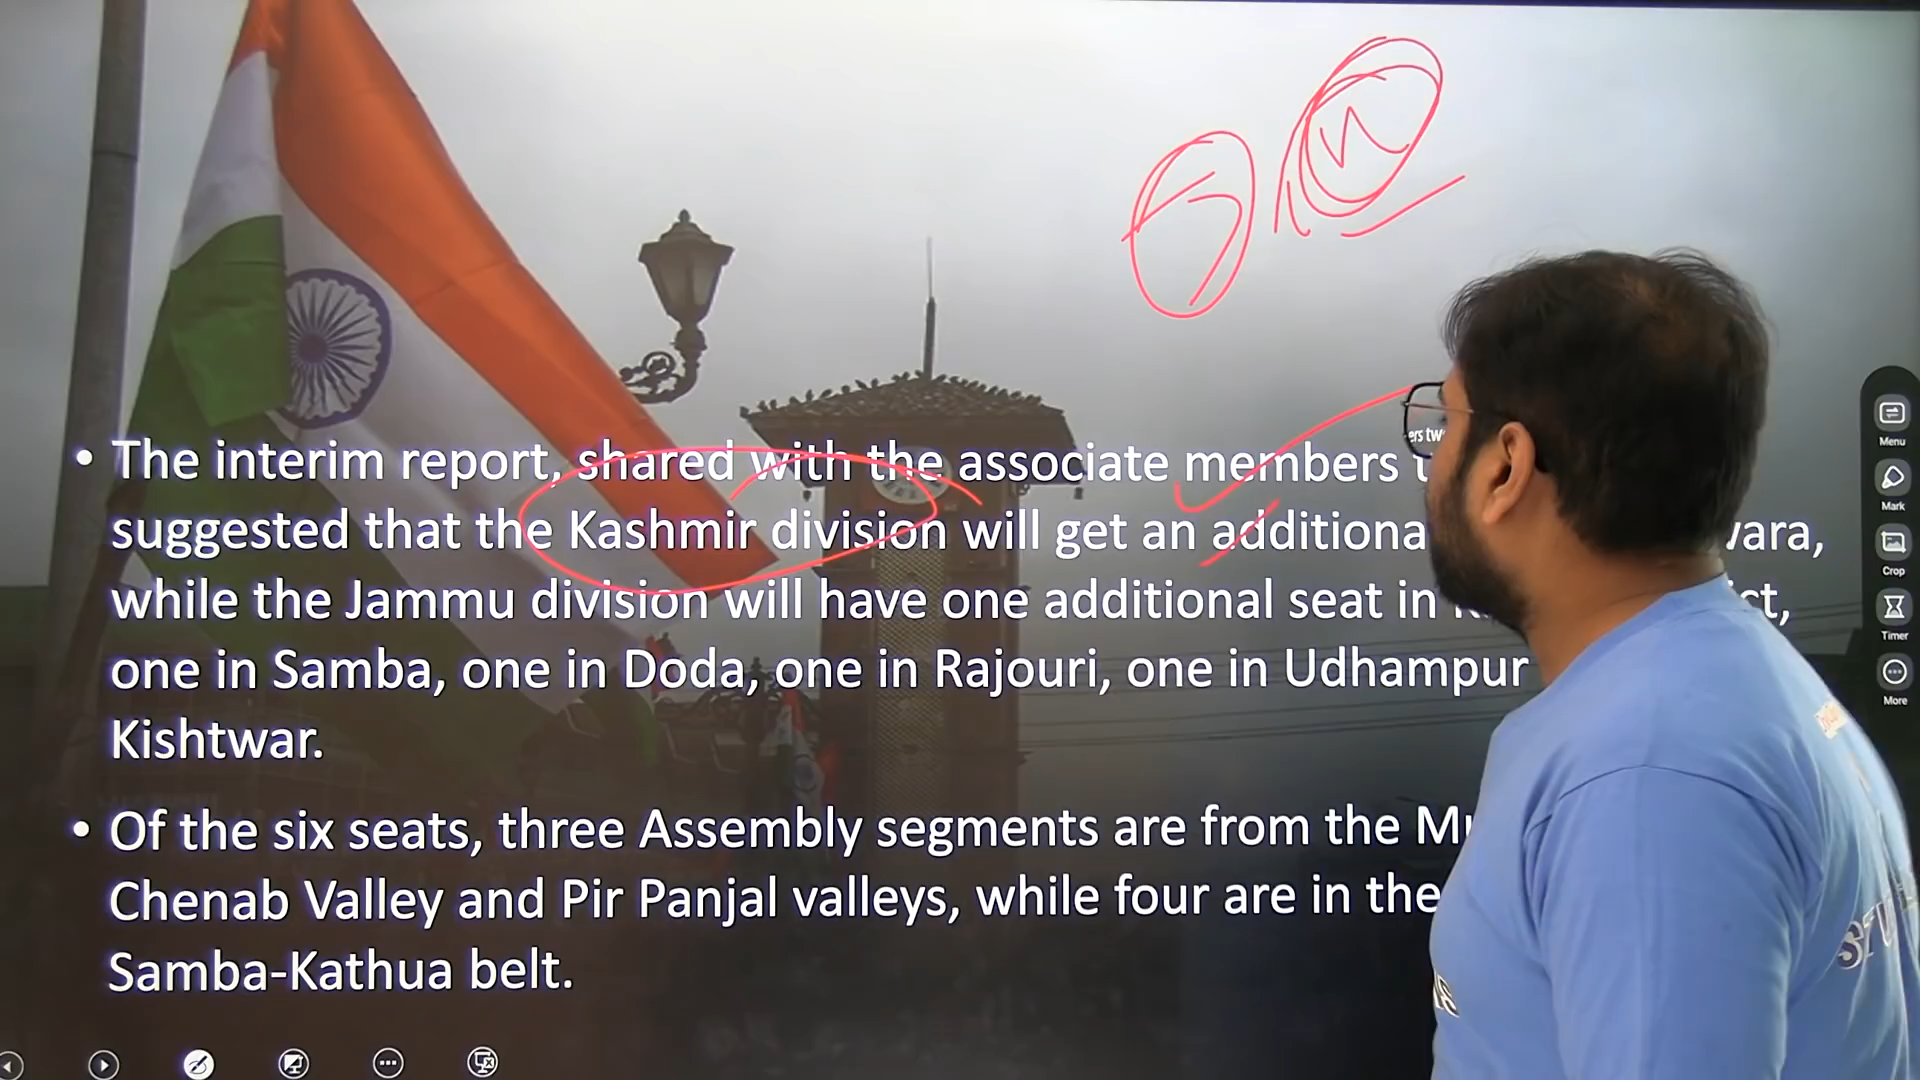 • The interim report, shared with the associate members
suggested that the Kashmir division will get an additiona
while the Jammu division will have one additional seat in
one in Samba, one in Doda, one in Rajouri, one in Udhampur
Kishtwar.
• Of the six seats, three Assembly segments are from the
Chenab Valley and Pir Panjal valleys, while four are in the
Samba-Kathua belt.
Menu
Mark
Crop
Timer
More